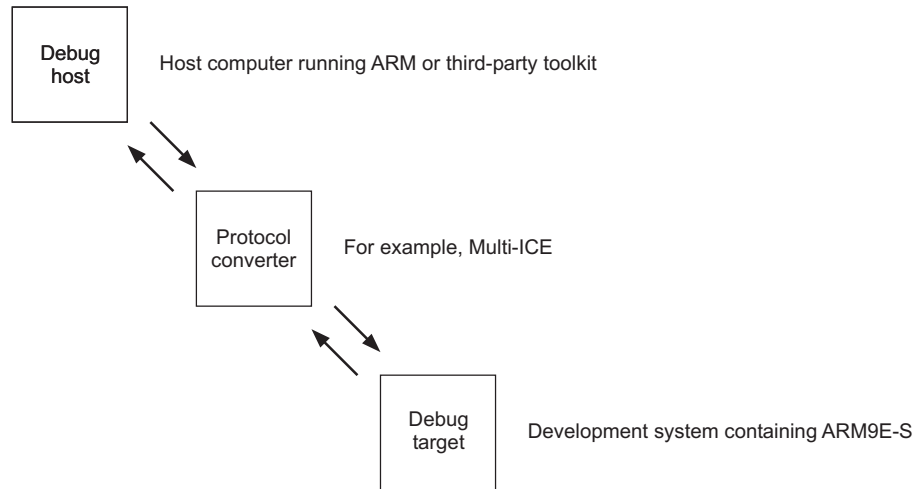 Debug
host
Host computer running ARM or third-party toolkit
Protocol
converter
For example, Multi-ICE
Debug
target
Development system containing ARM9E-S